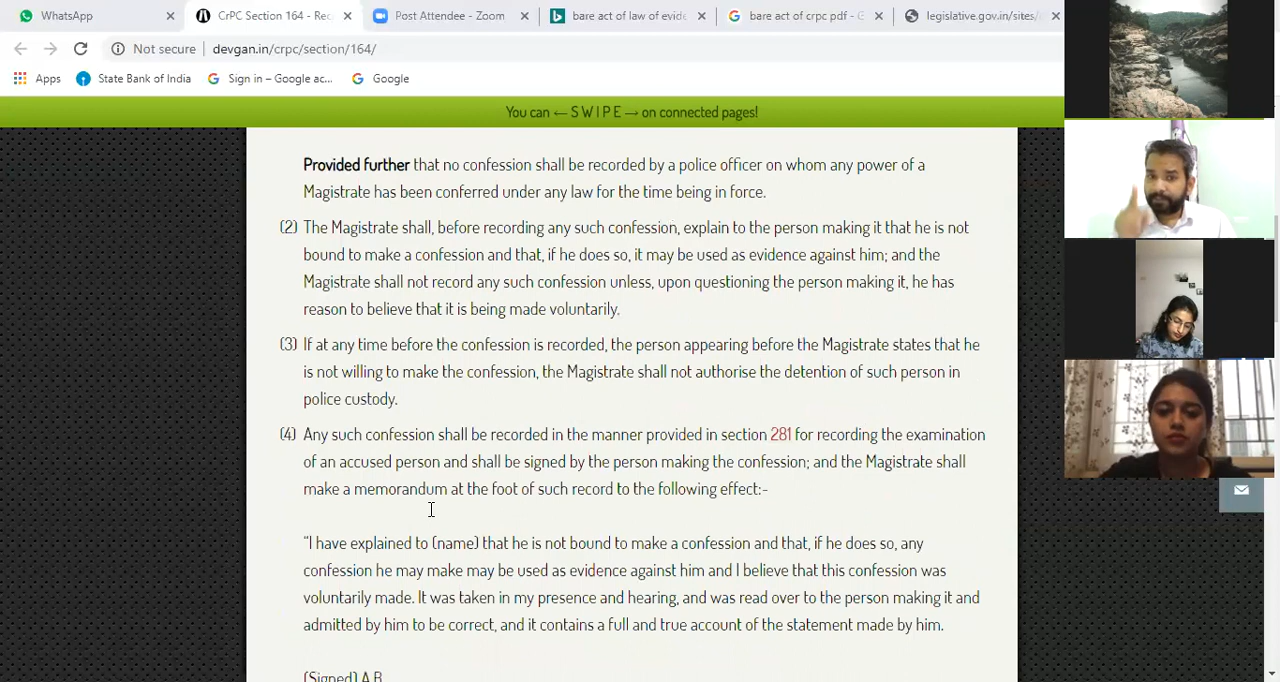 WhatsApp
CrPC Section 164 - Rec
Post Attendee - Zoom
bare act of law of evide
bare act of crpc pdf - G
legislative.gov.in/sites/
Not secure devgan.in/crpc/section/164/
Apps State Bank of India Sign in – Google ac... Google
You can ← S W I P E → on connected pages!
Provided further that no confession shall be recorded by a police officer on whom any power of a
Magistrate has been conferred under any law for the time being in force.
(2) The Magistrate shall, before recording any such confession, explain to the person making it that he is not
bound to make a confession and that, if he does so, it may be used as evidence against him; and the
Magistrate shall not record any such confession unless, upon questioning the person making it, he has
reason to believe that it is being made voluntarily.
(3) If at any time before the confession is recorded, the person appearing before the Magistrate states that he
is not willing to make the confession, the Magistrate shall not authorise the detention of such person in
police custody.
(4) Any such confession shall be recorded in the manner provided in section 281 for recording the examination
of an accused person and shall be signed by the person making the confession; and the Magistrate shall
make a memorandum at the foot of such record to the following effect:-
“I have explained to (name) that he is not bound to make a confession and that, if he does so, any
confession he may make may be used as evidence against him and I believe that this confession was
voluntarily made. It was taken in my presence and hearing, and was read over to the person making it and
admitted by him to be correct, and it contains a full and true account of the statement made by him.
(Signed) A.B.